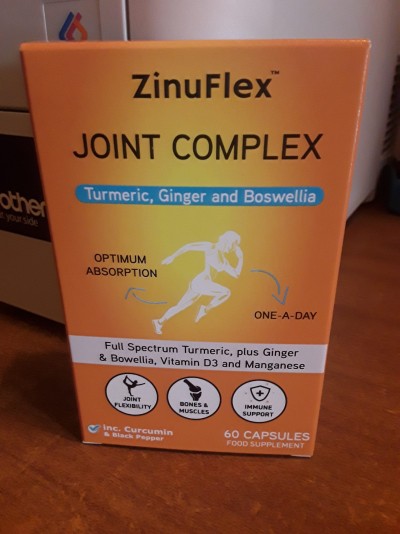 ZinuFlex™
JOINT COMPLEX
Turmeric, Ginger and Boswellia
OPTIMUM
ABSORPTION
ONE-A-DAY
Full Spectrum Turmeric, plus Ginger
& Bowellia, Vitamin D3 and Manganese
JOINT
FLEXIBILITY
BONES &
MUSCLES
IMMUNE
SUPPORT
inc. Curcumin
& Black Pepper
60 CAPSULES
FOOD SUPPLEMENT
other
at your side